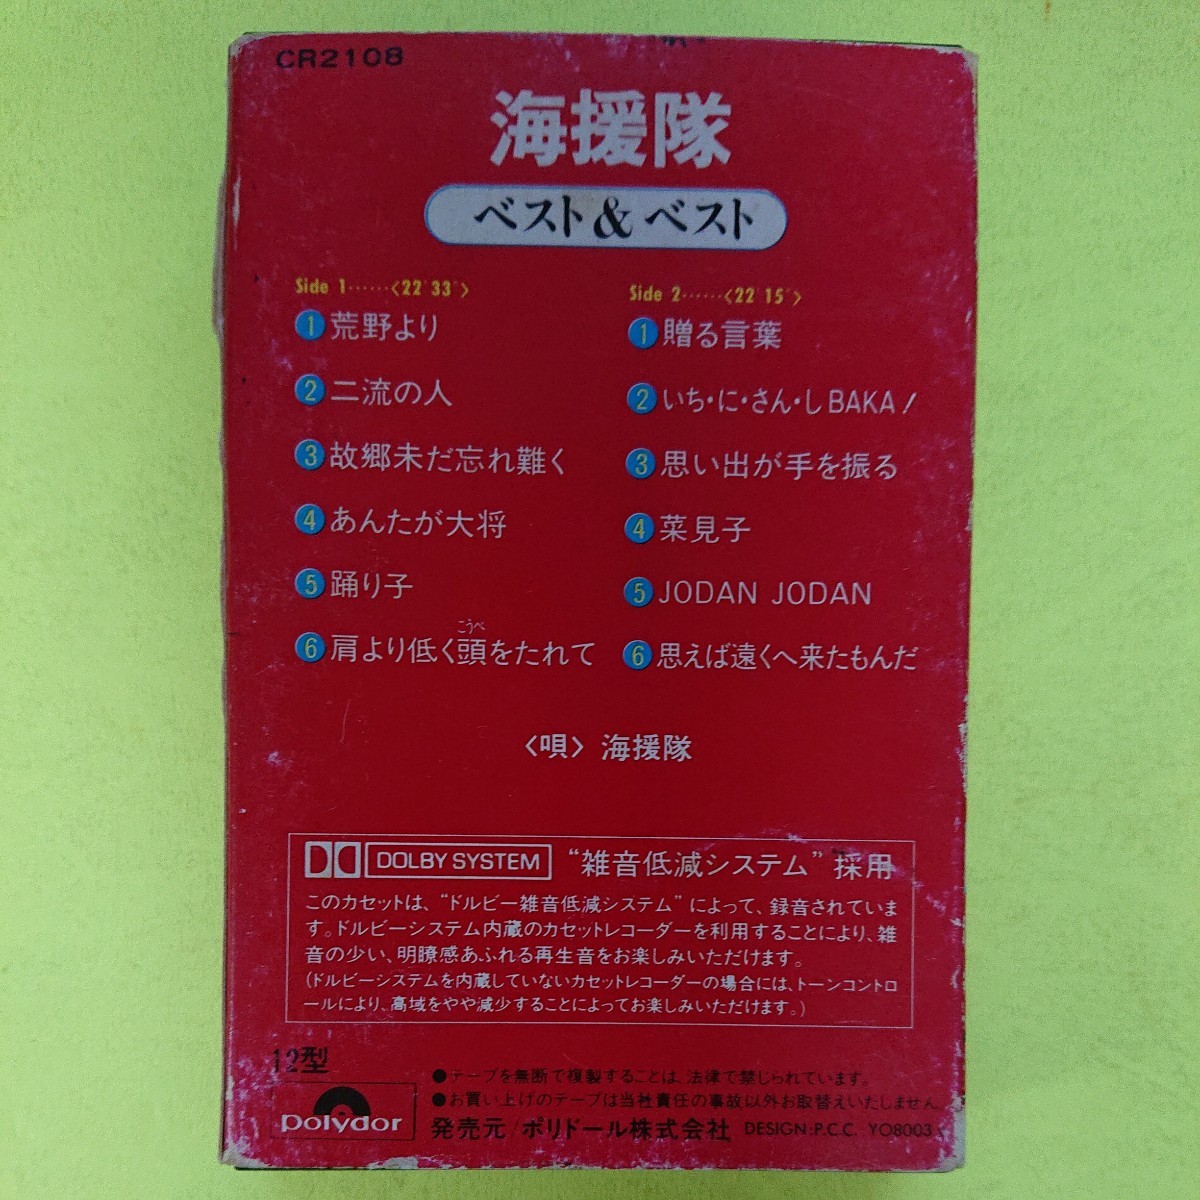 CR2108
海援隊
ベスト&ベスト
Side 1……〈22′33″〉
1 荒野より
2 二流の人
3 故郷未だ忘れ難く
4 あんたが大将
5 踊り子
こうべ
6 肩より低く頭をたれて
Side 2……〈22′15″〉
1 贈る言葉
2 いち・に・さん・しBAKA!
3 思い出が手を振る
4 菜見子
5 JODAN JODAN
6 思えば遠くへ来たもんだ
〈唄〉海援隊
DOLBY SYSTEM “雑音低減システム”採用
このカセットは、“ドルビー雑音低減システム”によって、録音されていま
す。ドルビーシステム内蔵のカセットレコーダーを利用することにより、雑
音の少い、明瞭感あふれる再生音をお楽しみいただけます。
(ドルビーシステムを内蔵していないカセットレコーダーの場合には、トーンコントロ
ールにより、高域をやや減少することによってお楽しみいただけます。)
12型
polydor
●テープを無断で複製することは、法律で禁じられています。
●お買い上げのテープは当社責任の事故以外お取替えいたしません
発売元/ポリドール株式会社 DESIGN:P.C.C. YO8003